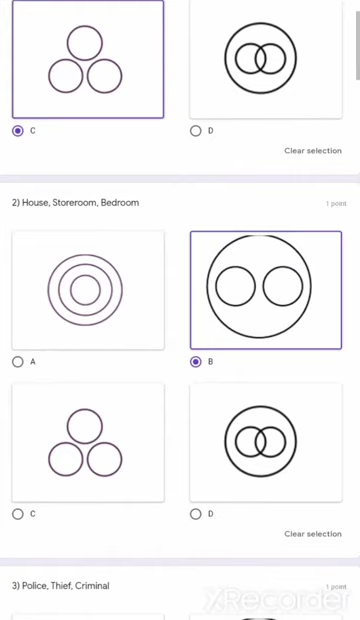 C
D
Clear selection
2) House, Storeroom, Bedroom
1 point
A
B
C
D
Clear selection
3) Police, Thief, Criminal
1 point
XRecorder